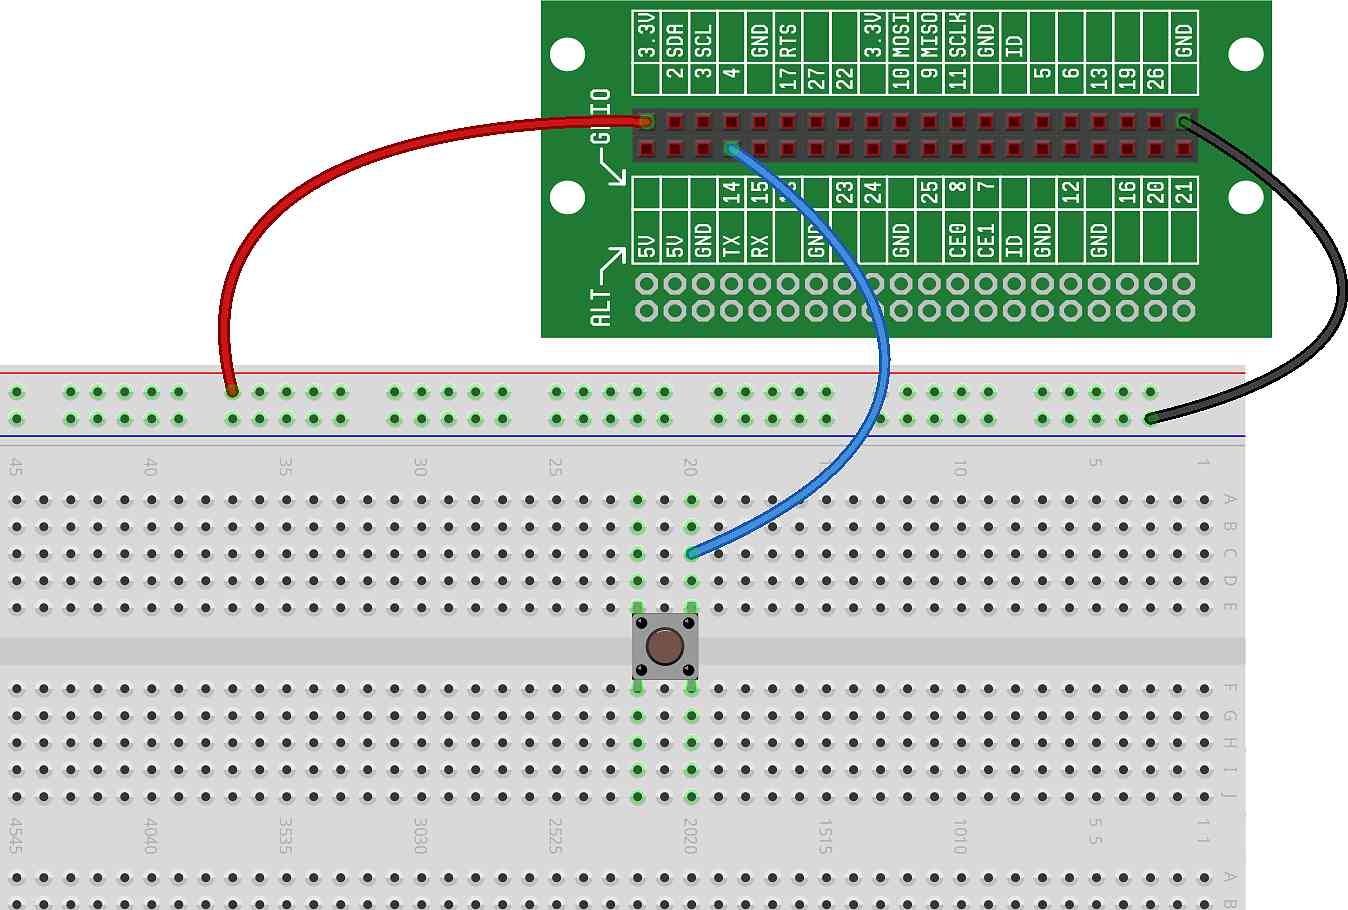 3.3V SDA SCL GND RTS 3.3V MOSI MISO SCLK GND ID GND
2 3 4 17 27 22 10 9 11 5 6 13 19 26
GPIO
14 15 23 24 25 8 7 12 16 20 21
5V 5V GND TX RX GND GND CE0 CE1 ID GND GND
ALT
45 40 35 30 25 20 10 5 1
A
B
C
D
E
F
G
H
I
J
4545 4040 3535 3030 2525 2020 1515 1010 5 5 1 1
A
B